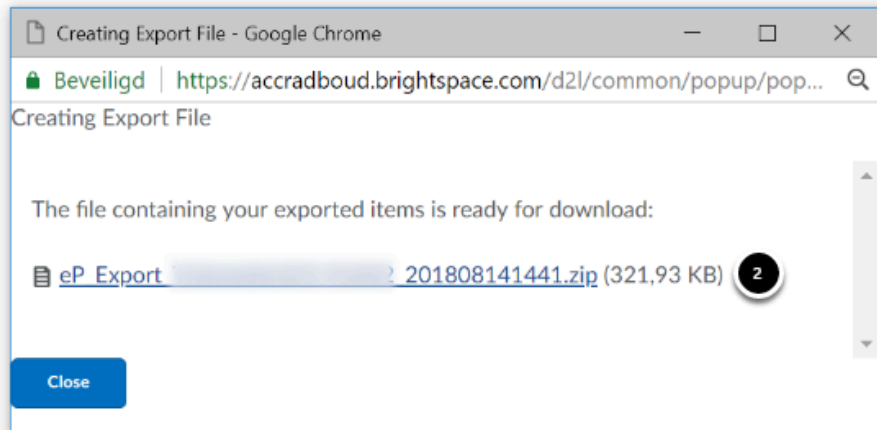 Creating Export File - Google Chrome
Beveiligd | https://accradboud.brightspace.com/d2l/common/popup/pop...
Creating Export File
The file containing your exported items is ready for download:
eP_Export_ _201808141441.zip (321,93 KB) 2
Close